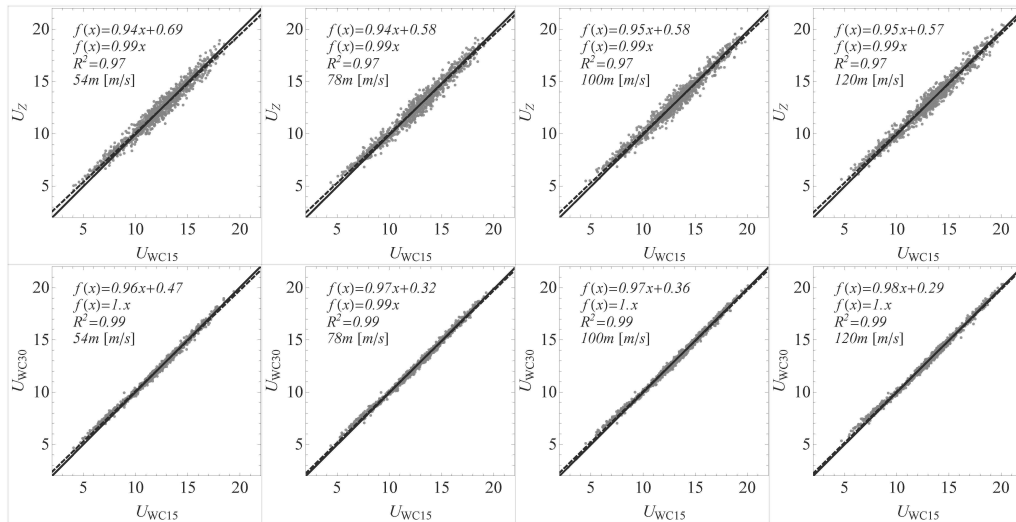 20
15
10
5
U_Z
f(x)=0.94x+0.69
f(x)=0.99x
R²=0.97
54m [m/s]
5 10 15 20
U_WC15
20
15
10
5
U_Z
f(x)=0.94x+0.58
f(x)=0.99x
R²=0.97
78m [m/s]
5 10 15 20
U_WC15
20
15
10
5
U_Z
f(x)=0.95x+0.58
f(x)=0.99x
R²=0.97
100m [m/s]
5 10 15 20
U_WC15
20
15
10
5
U_Z
f(x)=0.95x+0.57
f(x)=0.99x
R²=0.97
120m [m/s]
5 10 15 20
U_WC15
20
15
10
5
U_WC30
f(x)=0.96x+0.47
f(x)=1.x
R²=0.99
54m [m/s]
5 10 15 20
U_WC15
20
15
10
5
U_WC30
f(x)=0.97x+0.32
f(x)=0.99x
R²=0.99
78m [m/s]
5 10 15 20
U_WC15
20
15
10
5
U_WC30
f(x)=0.97x+0.36
f(x)=1.x
R²=0.99
100m [m/s]
5 10 15 20
U_WC15
20
15
10
5
U_WC30
f(x)=0.98x+0.29
f(x)=1.x
R²=0.99
120m [m/s]
5 10 15 20
U_WC15